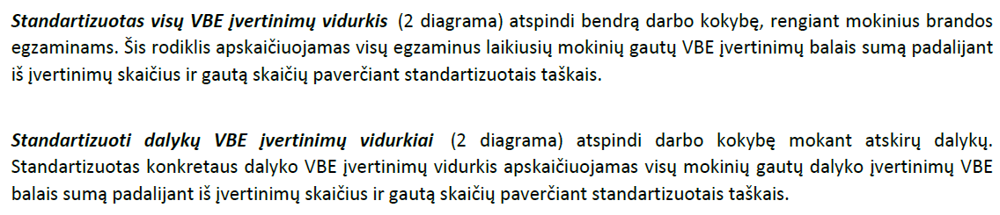 Standartizuotas visų VBE įvertinimų vidurkis (2 diagrama) atspindi bendrą darbo kokybę, rengiant mokinius brandos
egzaminams. Šis rodiklis apskaičiuojamas visų egzaminus laikiusių mokinių gautų VBE įvertinimų balais sumą padalijant
iš įvertinimų skaičius ir gautą skaičių paverčiant standartizuotais taškais.
Standartizuoti dalykų VBE įvertinimų vidurkiai (2 diagrama) atspindi darbo kokybę mokant atskirų dalykų.
Standartizuotas konkretaus dalyko VBE įvertinimų vidurkis apskaičiuojamas visų mokinių gautų dalyko įvertinimų VBE
balais sumą padalijant iš įvertinimų skaičius ir gautą skaičių paverčiant standartizuotais taškais.